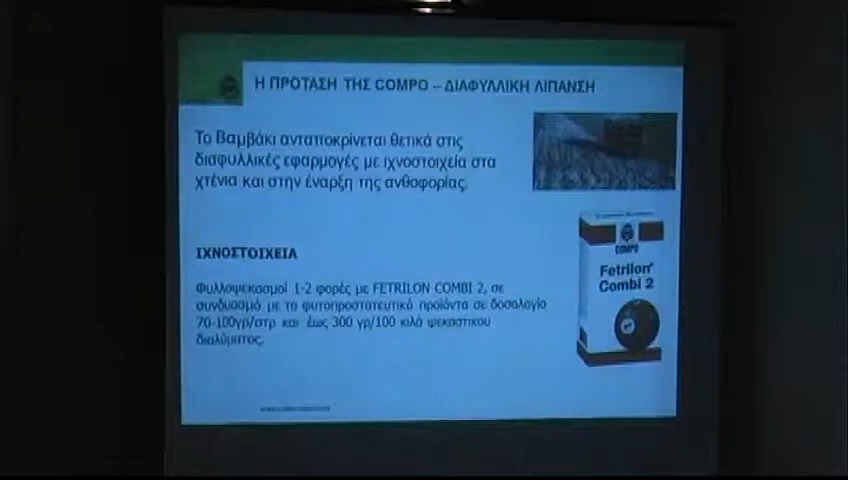 Η ΠΡΟΤΑΣΗ ΤΗΣ COMPO – ΔΙΑΦΥΛΛΙΚΗ ΛΙΠΑΝΣΗ
Το Βαμβάκι ανταποκρίνεται θετικά στις
διαφυλλικές εφαρμογές με ιχνοστοιχεία στα
χτένια και στην έναρξη της ανθοφορίας.
ΙΧΝΟΣΤΟΙΧΕΙΑ
Φυλλοψεκασμοί 1-2 φορές με FETRILON COMBI 2, σε
συνδυασμό με το φυτοπροστατευτικά προϊόντα σε δοσολογία
70-100γρ/στρ και έως 300 γρ/100 κιλά ψεκαστικού
διαλύματος.
COMPO
Fetrilon®
Combi 2